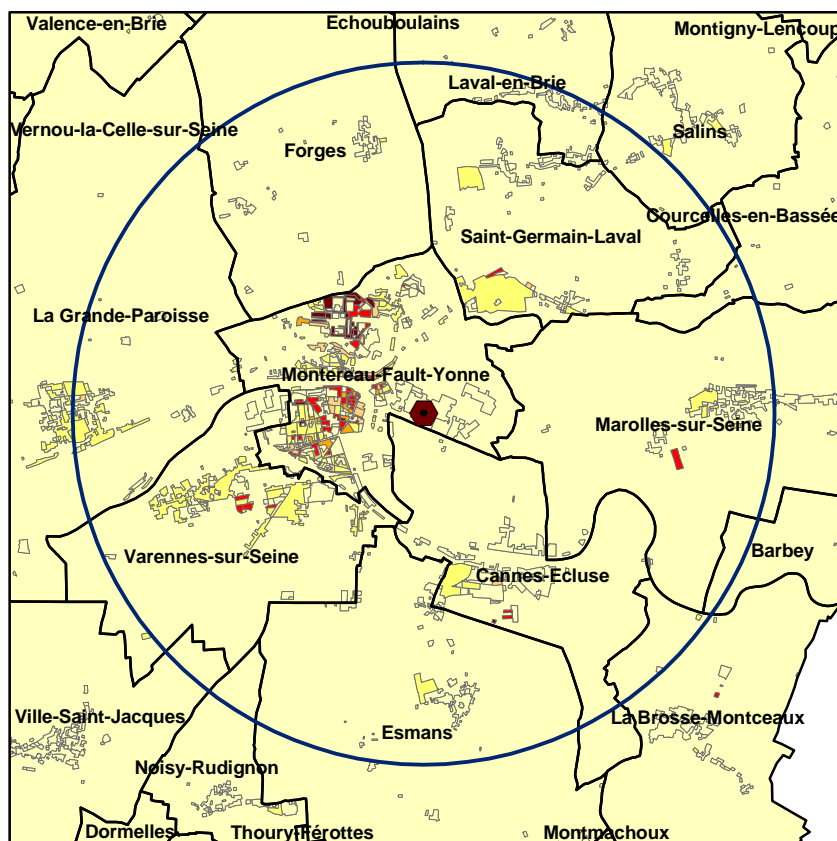 Valence-en-Brie
Echouboulains
Montigny-Lencoup
Laval-en-Brie
Vernou-la-Celle-sur-Seine
Salins
Forges
Courcelles-en-Bassée
Saint-Germain-Laval
La Grande-Paroisse
Montereau-Fault-Yonne
Marolles-sur-Seine
Varennes-sur-Seine
Barbey
Cannes-Ecluse
Ville-Saint-Jacques
La Brosse-Montceaux
Esmans
Noisy-Rudignon
Dormelles
Thoury-Férottes
Montmachoux